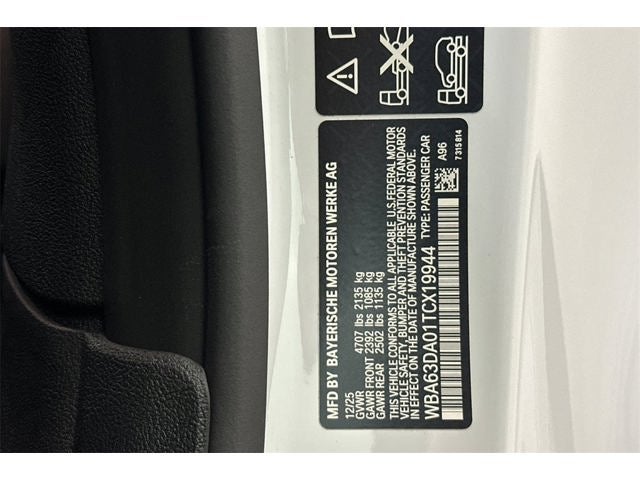 MFD BY BAYERISCHE MOTOREN WERKE AG
12/25
GVWR 4707 lbs 2135 kg
GAWR FRONT 2392 lbs 1085 kg
GAWR REAR 2502 lbs 1135 kg
THIS VEHICLE CONFORMS TO ALL APPLICABLE U.S.FEDERAL MOTOR
VEHICLE SAFETY, BUMPER AND THEFT PREVENTION STANDARDS
IN EFFECT ON THE DATE OF MANUFACTURE SHOWN ABOVE.
WBA63DA01TCX19944 TYPE: PASSENGER CAR
A96
7315814